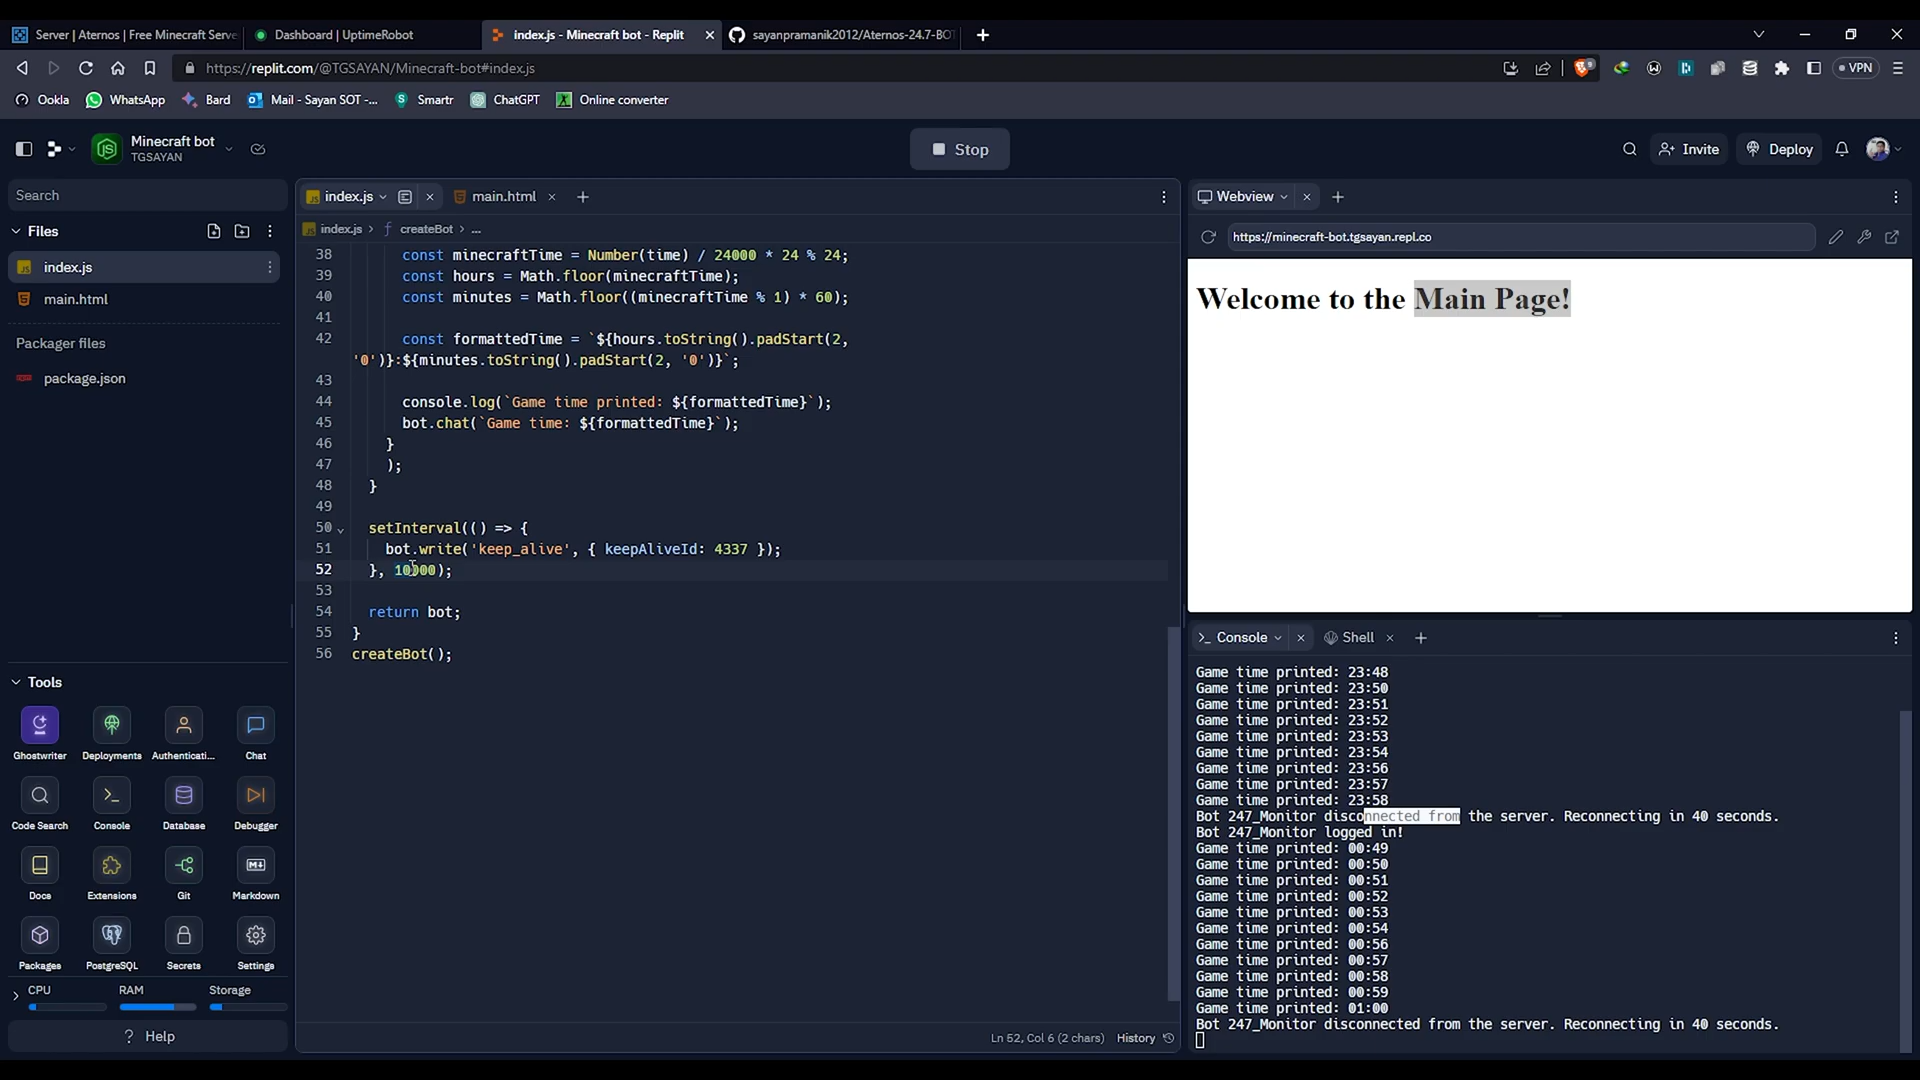 Server | Aternos | Free Minecraft Serve
Dashboard | UptimeRobot
index.js - Minecraft bot - Replit
sayanpramanik2012/Aternos-24.7-BOT
https://replit.com/@TGSAYAN/Minecraft-bot#index.js
9
VPN
Ookla
WhatsApp
Bard
Mail - Sayan SOT -...
Smartr
ChatGPT
Online converter
Minecraft bot
TGSAYAN
Stop
Invite
Deploy
Search
Files
index.js
main.html
Packager files
package.json
Tools
Ghostwriter
Deployments
Authenticati...
Chat
Code Search
Console
Database
Debugger
Docs
Extensions
Git
Markdown
Packages
PostgreSQL
Secrets
Settings
CPU
RAM
Storage
? Help
index.js
main.html
index.js > ƒ createBot > ...
38 const minecraftTime = Number(time) / 24000 * 24 % 24;
39 const hours = Math.floor(minecraftTime);
40 const minutes = Math.floor((minecraftTime % 1) * 60);
41
42 const formattedTime = `${hours.toString().padStart(2,
'0')}:${minutes.toString().padStart(2, '0')}`;
43
44 console.log(`Game time printed: ${formattedTime}`);
45 bot.chat(`Game time: ${formattedTime}`);
46 }
47 );
48 }
49
50 setInterval(() => {
51 bot.write('keep_alive', { keepAliveId: 4337 });
52 }, 10000);
53
54 return bot;
55 }
56 createBot();
Ln 52, Col 6 (2 chars)
History
Webview
https://minecraft-bot.tgsayan.repl.co
Welcome to the Main Page!
Console
Shell
Game time printed: 23:48
Game time printed: 23:50
Game time printed: 23:51
Game time printed: 23:52
Game time printed: 23:53
Game time printed: 23:54
Game time printed: 23:56
Game time printed: 23:57
Game time printed: 23:58
Bot 247_Monitor disconnected from the server. Reconnecting in 40 seconds.
Bot 247_Monitor logged in!
Game time printed: 00:49
Game time printed: 00:50
Game time printed: 00:51
Game time printed: 00:52
Game time printed: 00:53
Game time printed: 00:54
Game time printed: 00:56
Game time printed: 00:57
Game time printed: 00:58
Game time printed: 00:59
Game time printed: 01:00
Bot 247_Monitor disconnected from the server. Reconnecting in 40 seconds.